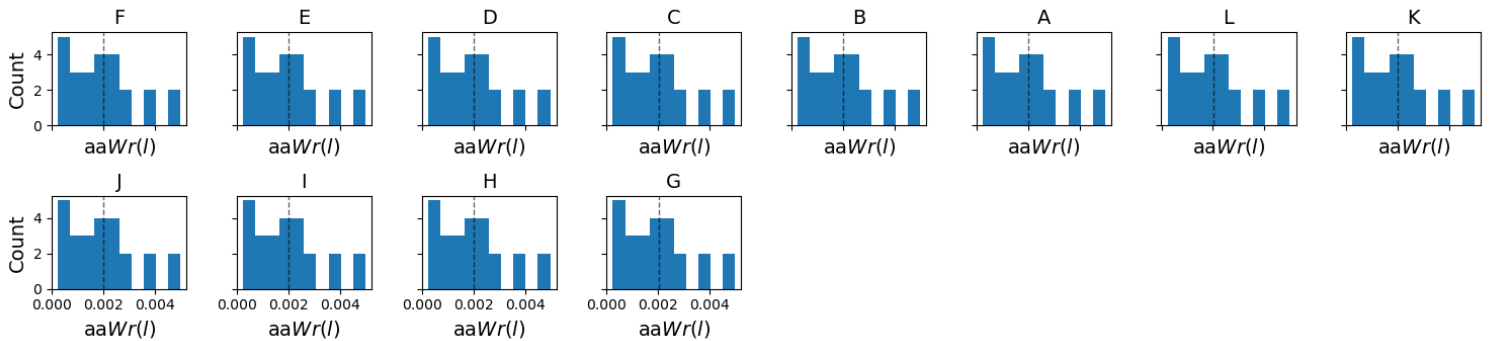 F E D C B A L K
Count
4
2
0
aaWr(l) aaWr(l) aaWr(l) aaWr(l) aaWr(l) aaWr(l) aaWr(l) aaWr(l)
J I H G
Count
4
2
0
0.000 0.002 0.004 0.000 0.002 0.004 0.000 0.002 0.004 0.000 0.002 0.004
aaWr(l) aaWr(l) aaWr(l) aaWr(l)